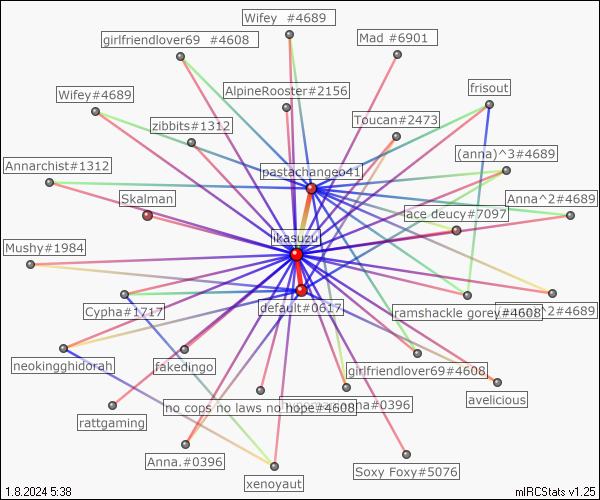 Wifey  #4689
girlfriendlover69  #4608
Mad #6901
frisout
Wifey#4689
AlpineRooster#2156
zibbits#1312
Toucan#2473
(anna)^3#4689
Annarchist#1312
pastachangeo41
Skalman
Anna^2#4689
ace deucy#7097
ikasuzu
Mushy#1984
Cypha#1717
default#0617
ramshackle gorey#4608
^2#4689
neokingghidorah
fakedingo
girlfriendlover69#4608
avelicious
no cops no laws no hope#4608
#0396
rattgaming
Anna.#0396
xenoyaut
Soxy Foxy#5076
1.8.2024 5:38
mIRCStats v1.25